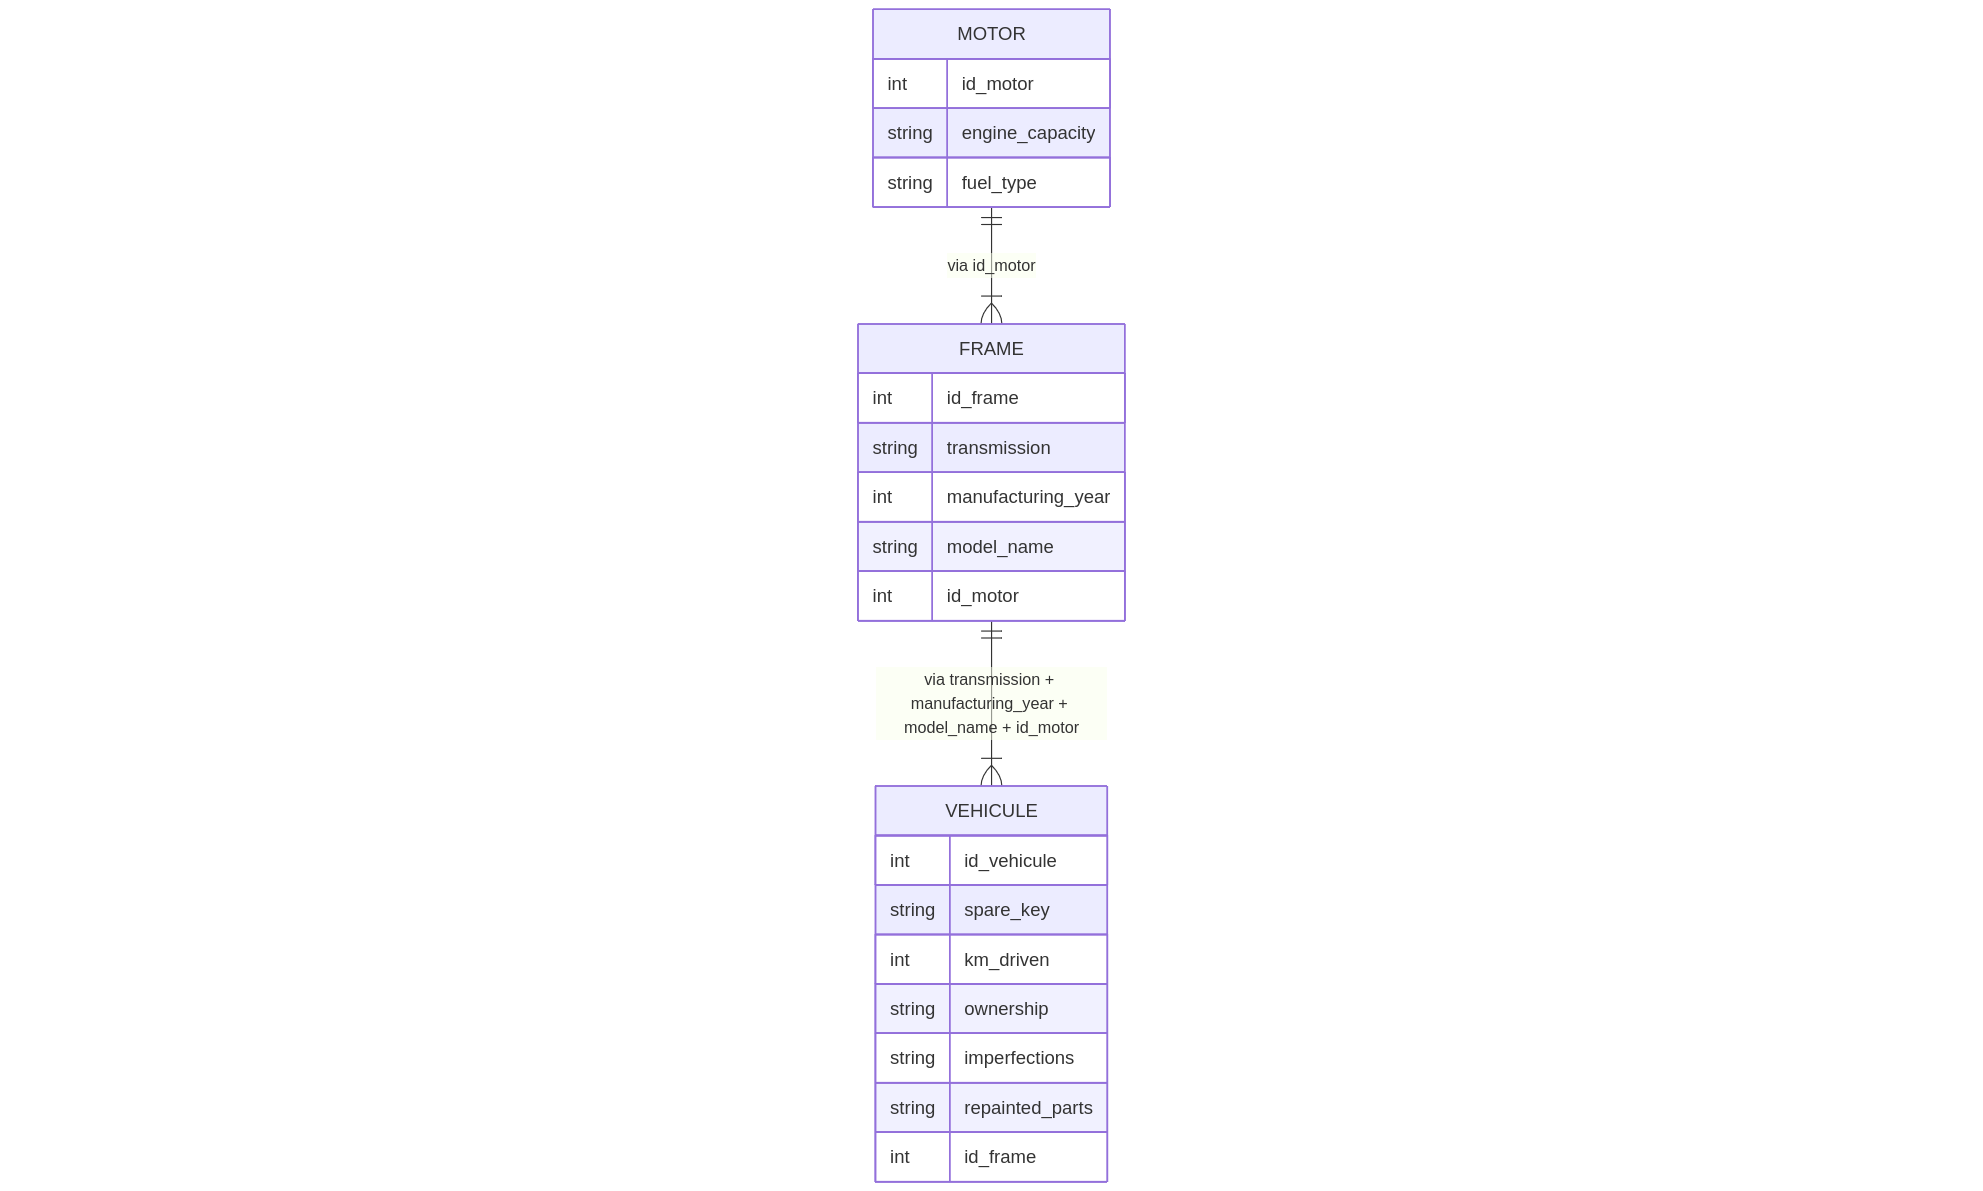 MOTOR
int id_motor
string engine_capacity
string fuel_type
via id_motor
FRAME
int id_frame
string transmission
int manufacturing_year
string model_name
int id_motor
via transmission +
manufacturing_year +
model_name + id_motor
VEHICULE
int id_vehicule
string spare_key
int km_driven
string ownership
string imperfections
string repainted_parts
int id_frame